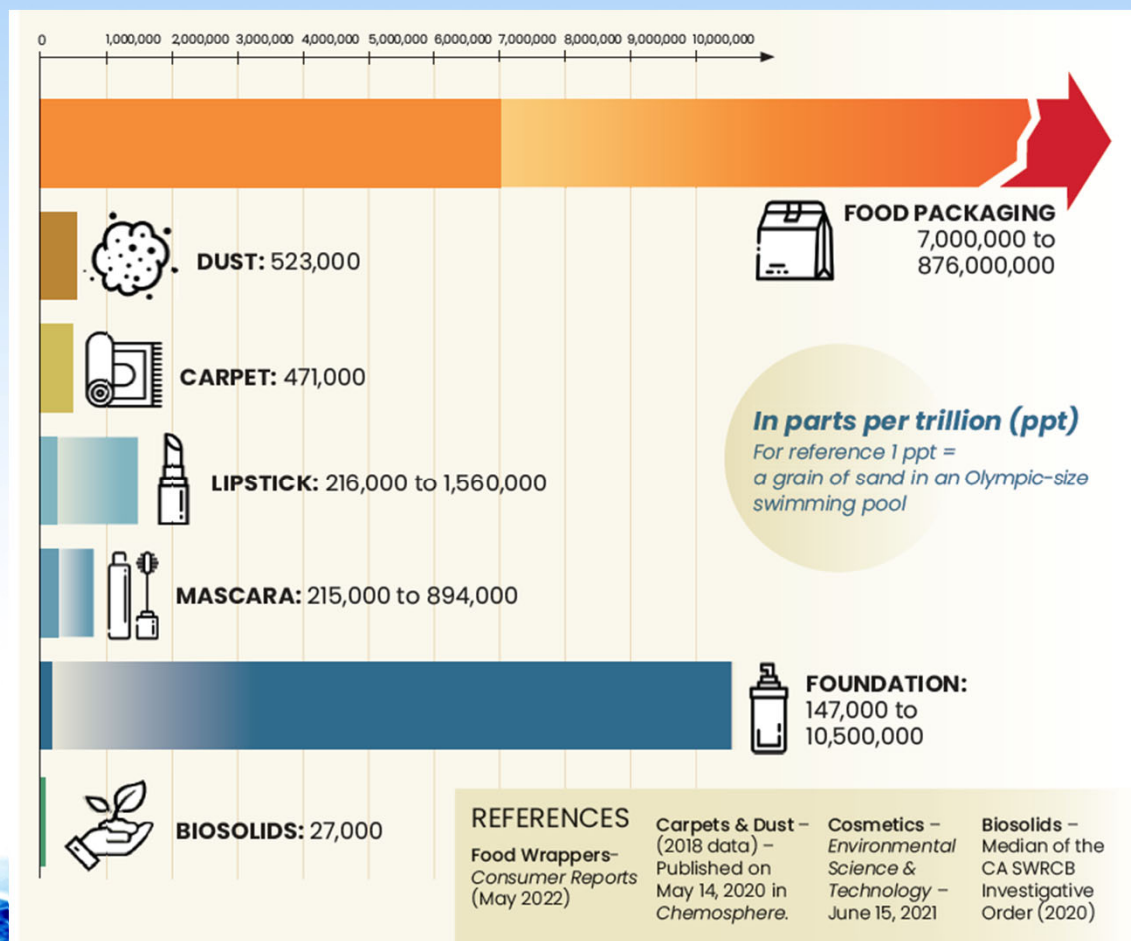 0 1,000,000 2,000,000 3,000,000 4,000,000 5,000,000 6,000,000 7,000,000 8,000,000 9,000,000 10,000,000
FOOD PACKAGING
7,000,000 to
876,000,000
DUST: 523,000
CARPET: 471,000
In parts per trillion (ppt)
For reference 1 ppt =
a grain of sand in an Olympic-size
swimming pool
LIPSTICK: 216,000 to 1,560,000
MASCARA: 215,000 to 894,000
FOUNDATION:
147,000 to
10,500,000
BIOSOLIDS: 27,000
REFERENCES
Food Wrappers–
Consumer Reports
(May 2022)
Carpets & Dust –
(2018 data) –
Published on
May 14, 2020 in
Chemosphere.
Cosmetics –
Environmental
Science &
Technology –
June 15, 2021
Biosolids –
Median of the
CA SWRCB
Investigative
Order (2020)